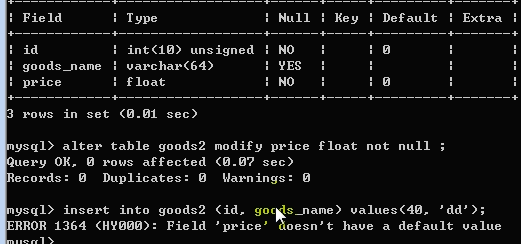 | Field | Type | Null | Key | Default | Extra |
| id | int(10) unsigned | NO | | 0 | |
| goods_name | varchar(64) | YES | | | |
| price | float | NO | | 0 | |
3 rows in set (0.01 sec)
mysql> alter table goods2 modify price float not null ;
Query OK, 0 rows affected (0.07 sec)
Records: 0  Duplicates: 0  Warnings: 0
mysql> insert into goods2 (id, goods_name) values(40, 'dd');
ERROR 1364 (HY000): Field 'price' doesn't have a default value
mysql>